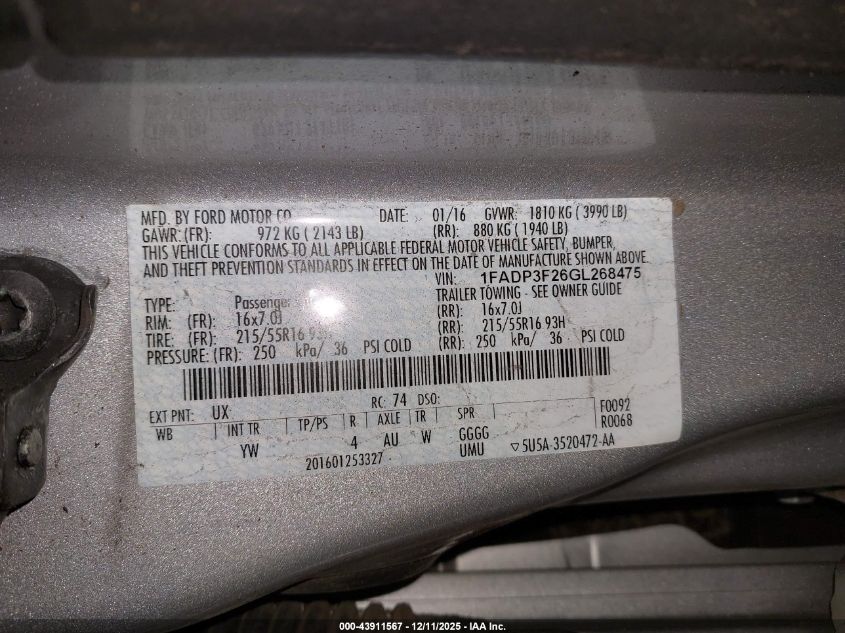 MFD. BY FORD MOTOR CO. DATE: 01/16 GVWR: 1810 KG ( 3990 LB)
GAWR: (FR): 972 KG ( 2143 LB) (RR): 880 KG ( 1940 LB)
THIS VEHICLE CONFORMS TO ALL APPLICABLE FEDERAL MOTOR VEHICLE SAFETY, BUMPER,
AND THEFT PREVENTION STANDARDS IN EFFECT ON THE DATE OF MANUFACTURE SHOWN ABOVE.
VIN: 1FADP3F26GL268475
TYPE: Passenger TRAILER TOWING - SEE OWNER GUIDE
RIM: (FR): 16x7.0J (RR): 16x7.0J
TIRE: (FR): 215/55R16 93H (RR): 215/55R16 93H
PRESSURE: (FR): 250 kPa/ 36 PSI COLD (RR): 250 kPa/ 36 PSI COLD
RC: 74 DSO:
EXT PNT: UX F0092
WB INT TR TP/PS R AXLE TR SPR R0068
YW 4 AU W GGGG
UMU 5U5A 3520472-AA
201601253327
000-43911567 - 12/11/2025 - IAA Inc.